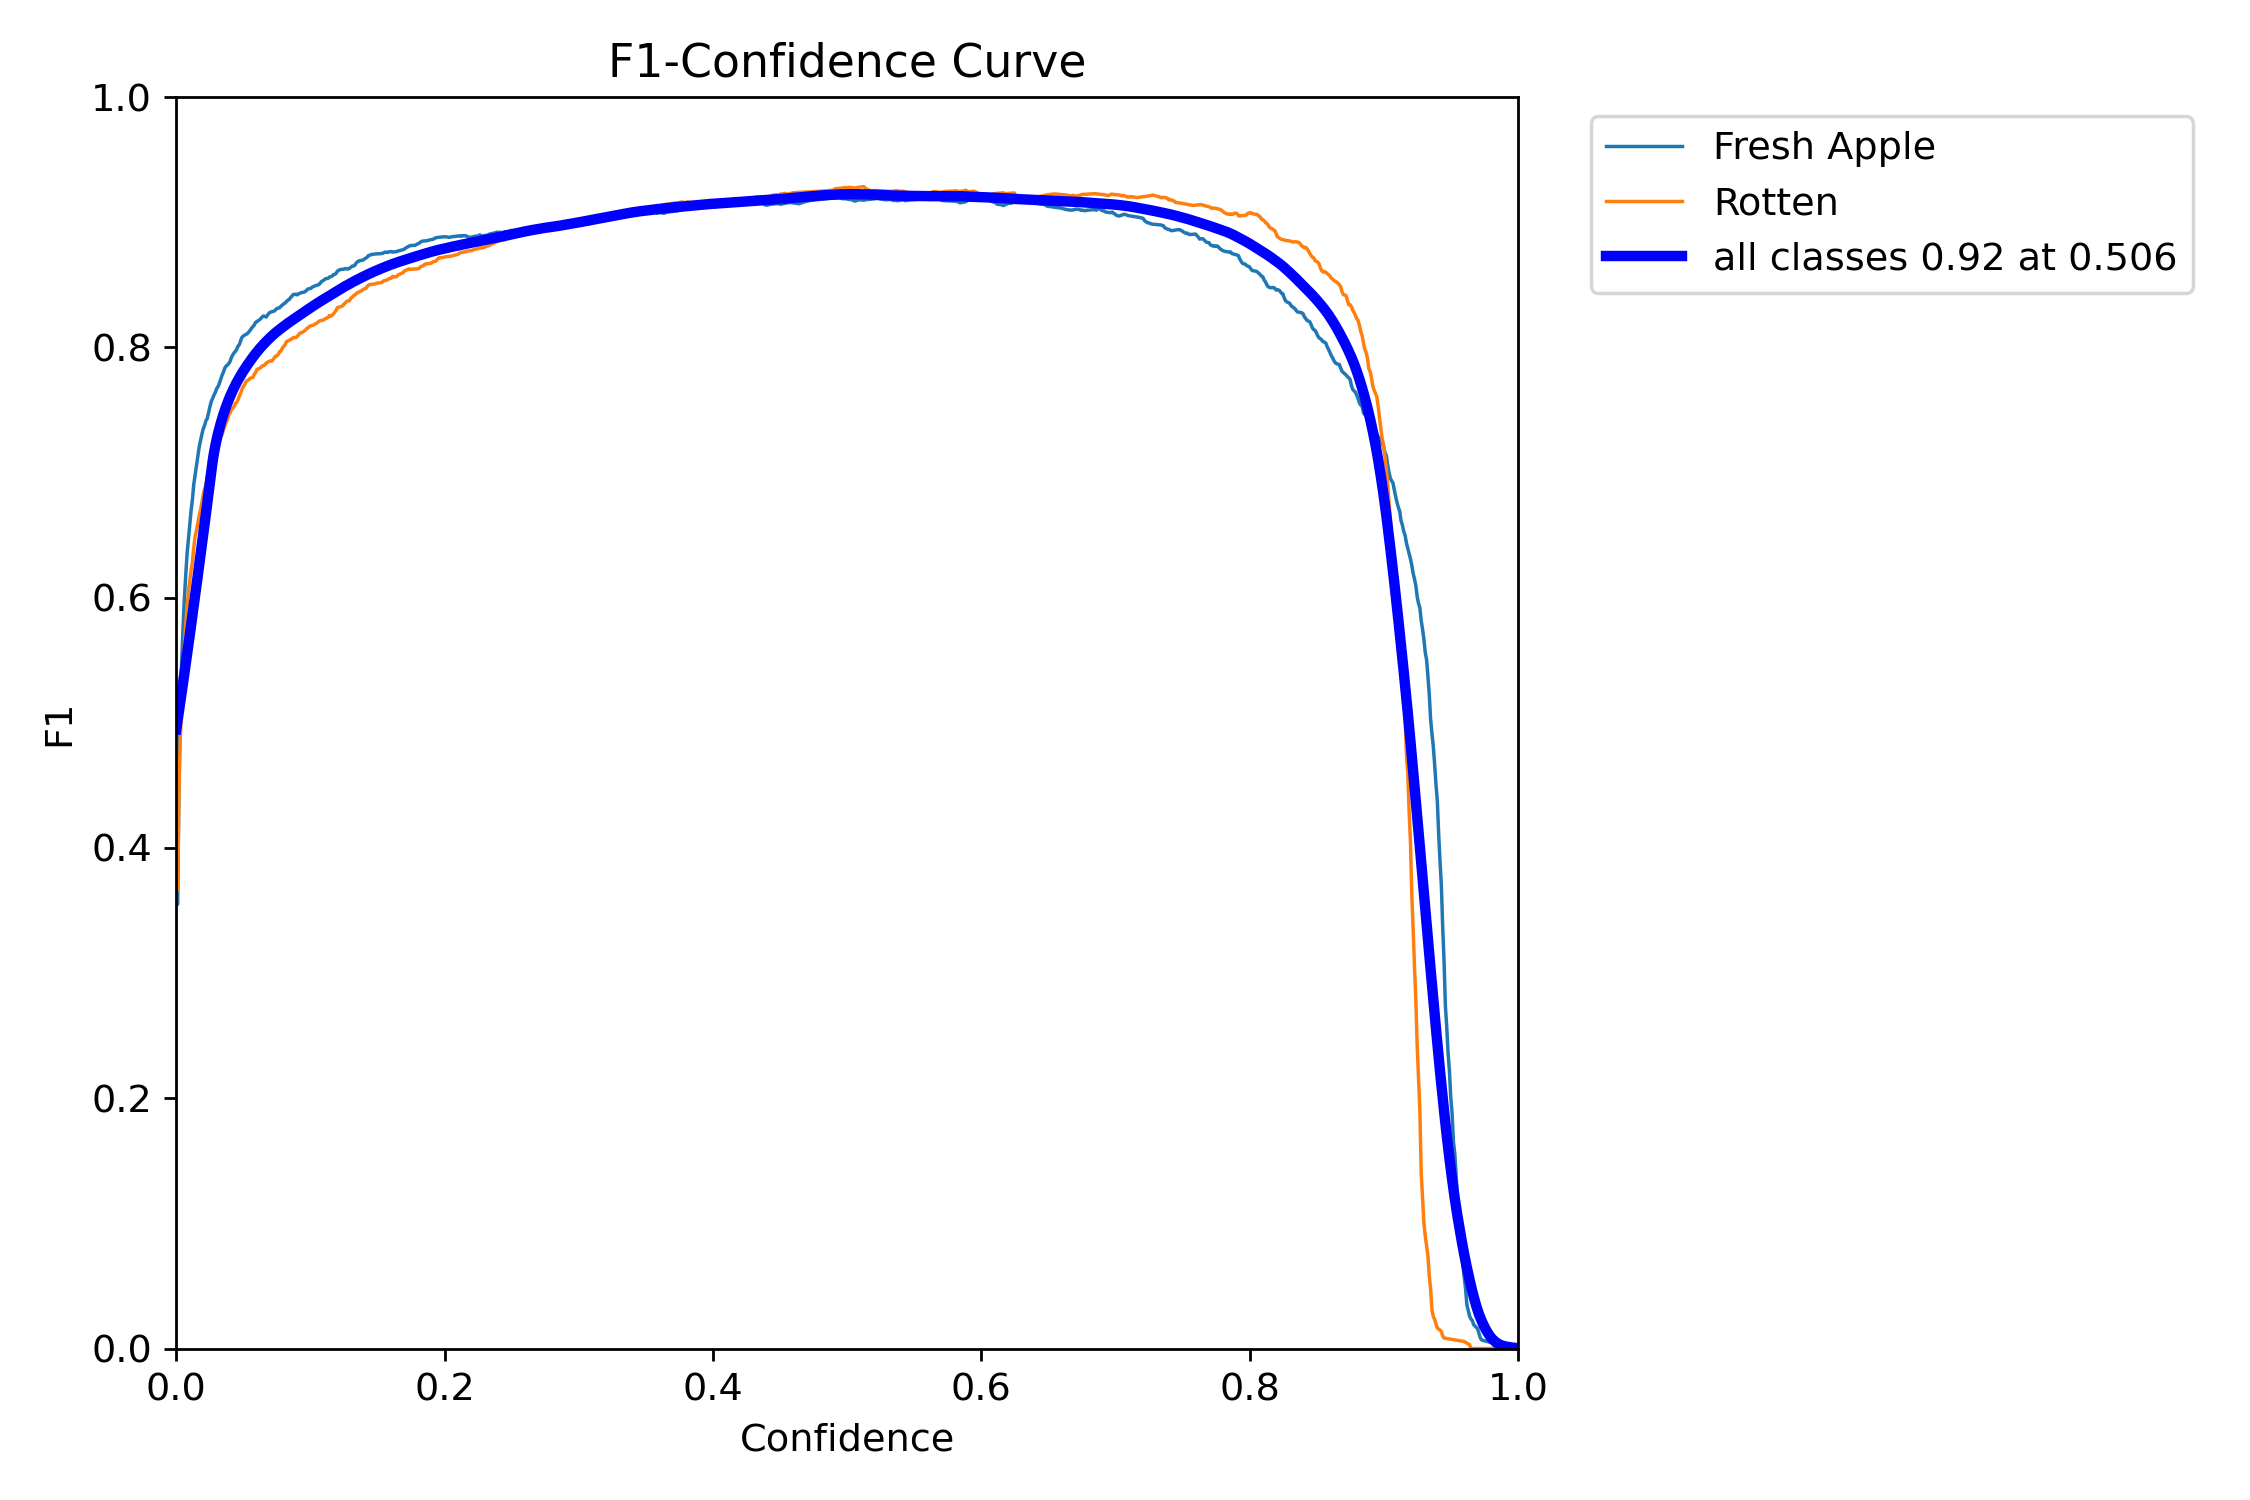 F1-Confidence Curve
1.0
0.8
0.6
0.4
0.2
0.0
F1
0.0 0.2 0.4 0.6 0.8 1.0
Confidence
Fresh Apple
Rotten
all classes 0.92 at 0.506